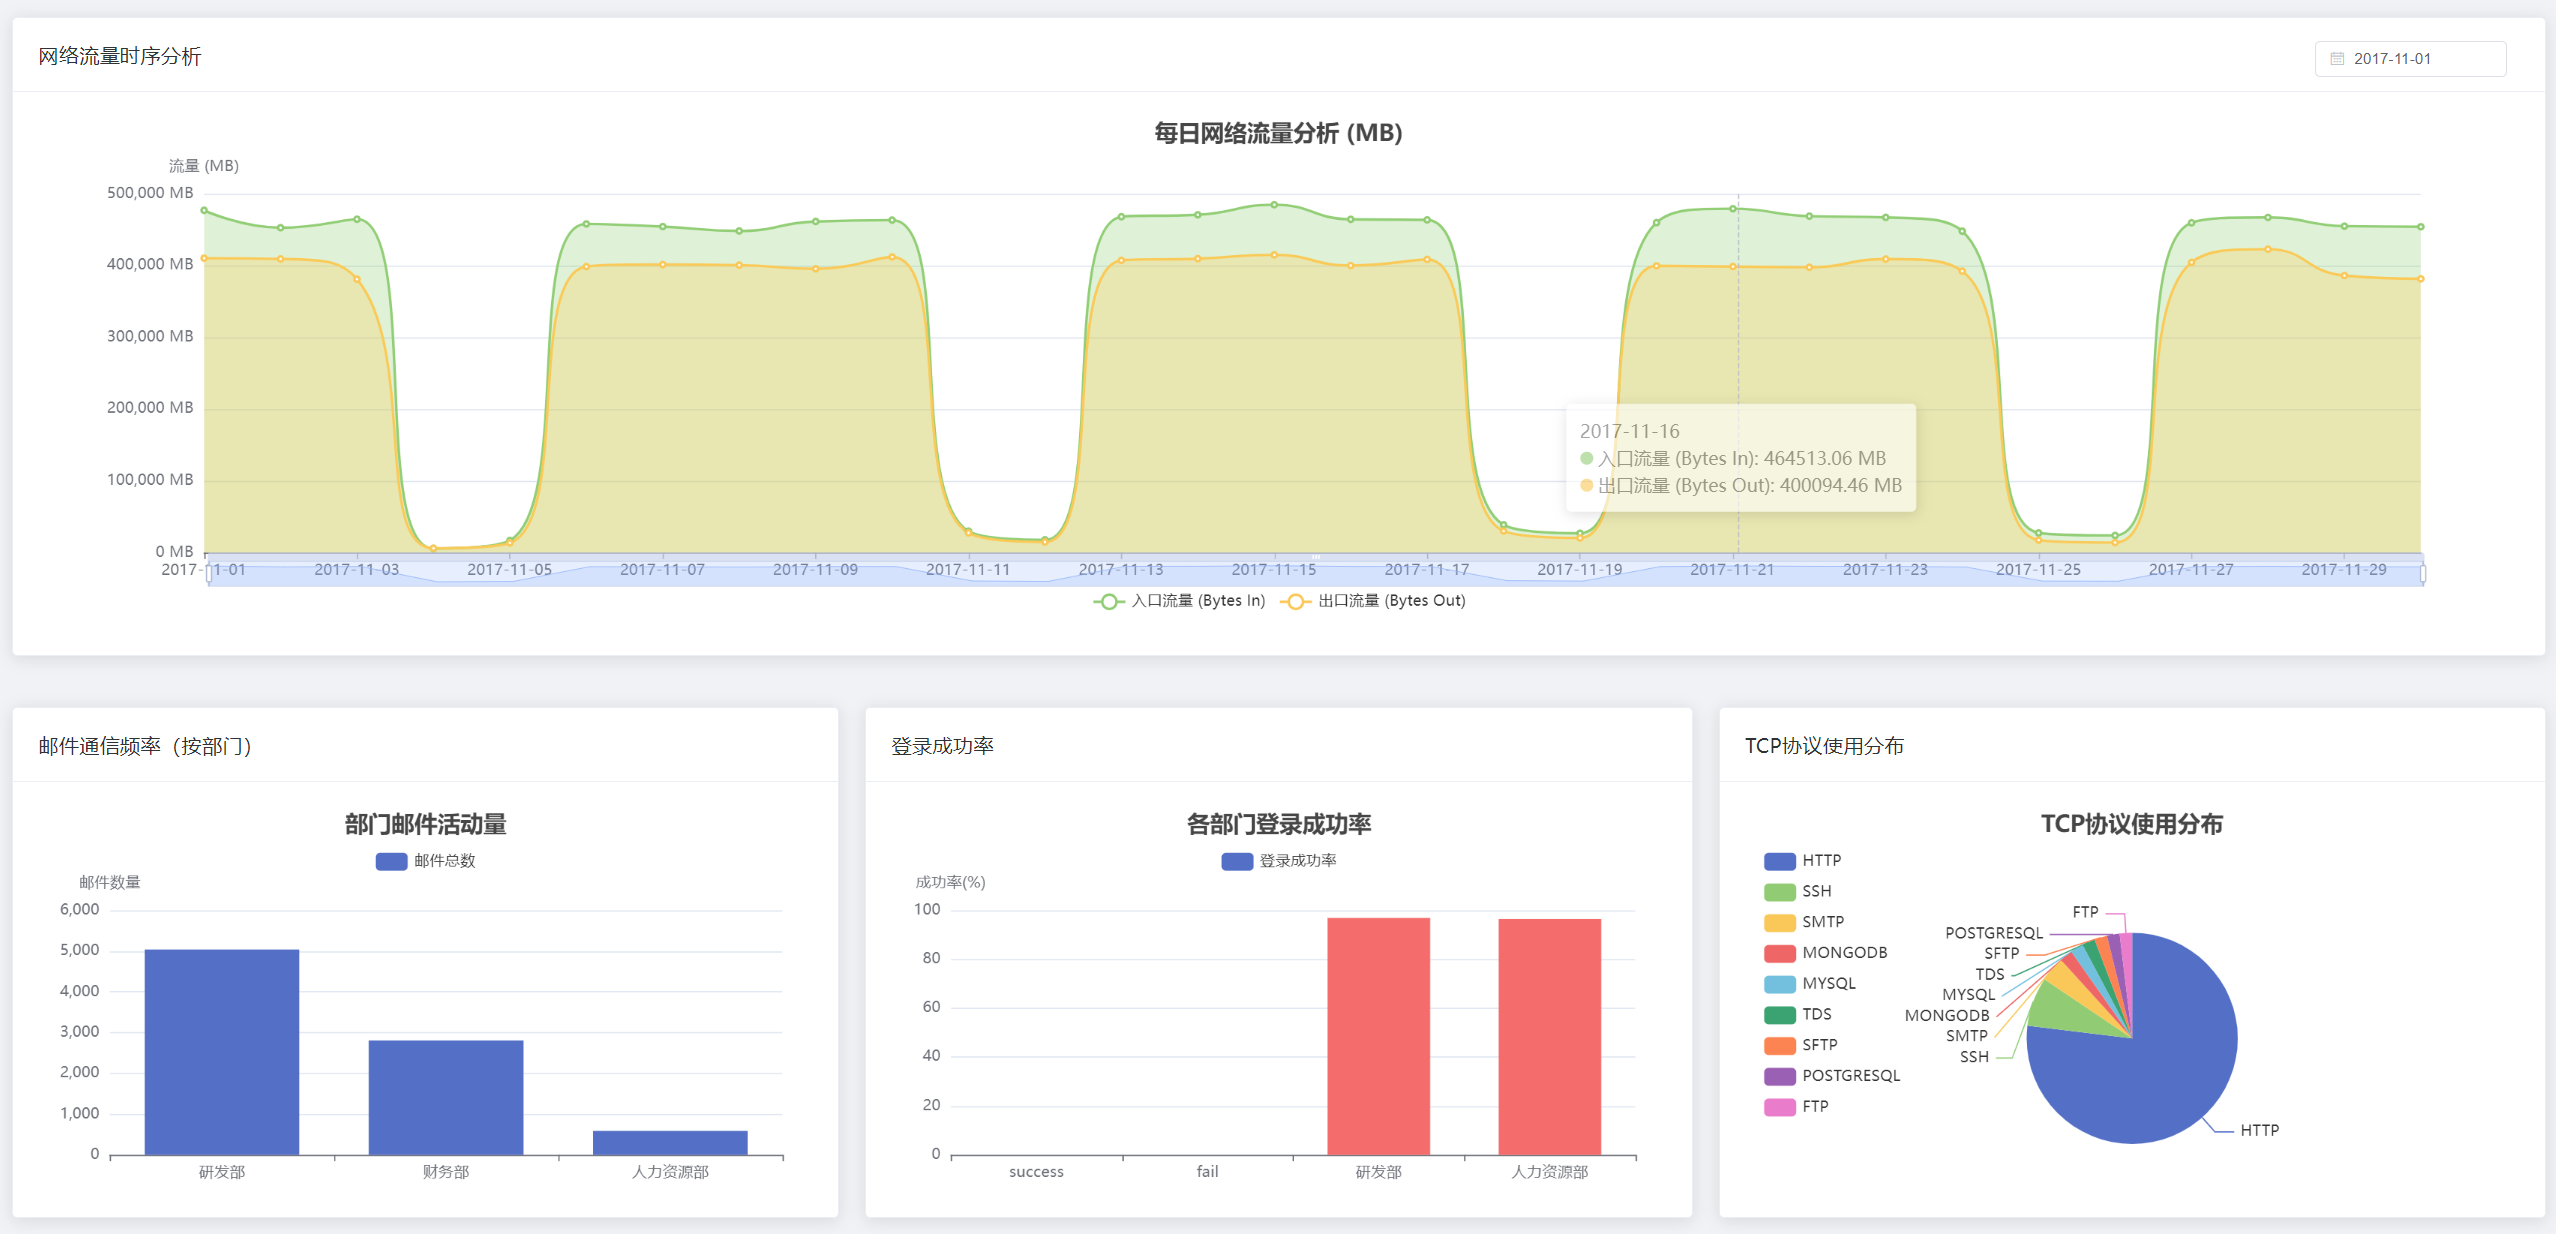 网络流量时序分析
2017-11-01
每日网络流量分析 (MB)
流量 (MB)
500,000 MB
400,000 MB
300,000 MB
200,000 MB
100,000 MB
0 MB
2017-11-16
入口流量 (Bytes In): 464513.06 MB
出口流量 (Bytes Out): 400094.46 MB
2017-11-01 2017-11-03 2017-11-05 2017-11-07 2017-11-09 2017-11-11 2017-11-13 2017-11-15 2017-11-17 2017-11-19 2017-11-21 2017-11-23 2017-11-25 2017-11-27 2017-11-29
入口流量 (Bytes In) 出口流量 (Bytes Out)
邮件通信频率（按部门）
部门邮件活动量
邮件总数
邮件数量
6,000
5,000
4,000
3,000
2,000
1,000
0
研发部 财务部 人力资源部
登录成功率
各部门登录成功率
登录成功率
成功率(%)
100
80
60
40
20
0
success fail 研发部 人力资源部
TCP协议使用分布
TCP协议使用分布
HTTP
SSH
SMTP
MONGODB
MYSQL
TDS
SFTP
POSTGRESQL
FTP
FTP
POSTGRESQL
SFTP
TDS
MYSQL
MONGODB
SMTP
SSH
HTTP